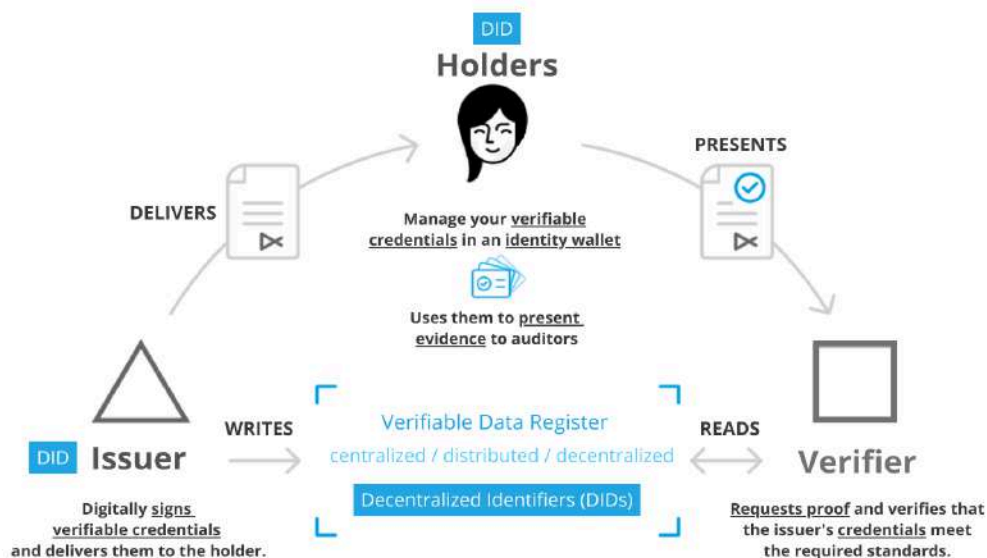 DID
Holders
PRESENTS
DELIVERS
Manage your verifiable
credentials in an identity wallet
Uses them to present
evidence to auditors
WRITES
Verifiable Data Register
READS
centralized / distributed / decentralized
DID Issuer
Verifier
Decentralized Identifiers (DIDs)
Digitally signs
verifiable credentials
and delivers them to the holder.
Requests proof and verifies that
the issuer's credentials meet
the required standards.